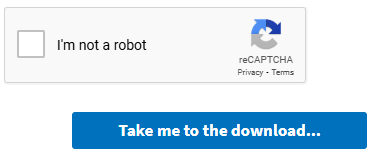 I'm not a robot
reCAPTCHA
Privacy - Terms
Take me to the download...